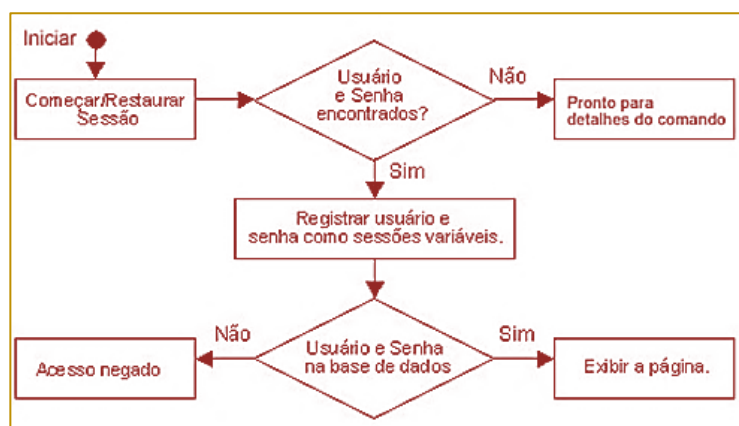 Iniciar
Começar/Restaurar
Sessão
Usuário
e Senha
encontrados?
Não
Pronto para
detalhes do comando
Sim
Registrar usuário e
senha como sessões variáveis.
Não
Usuário e Senha
na base de dados
Sim
Acesso negado
Exibir a página.